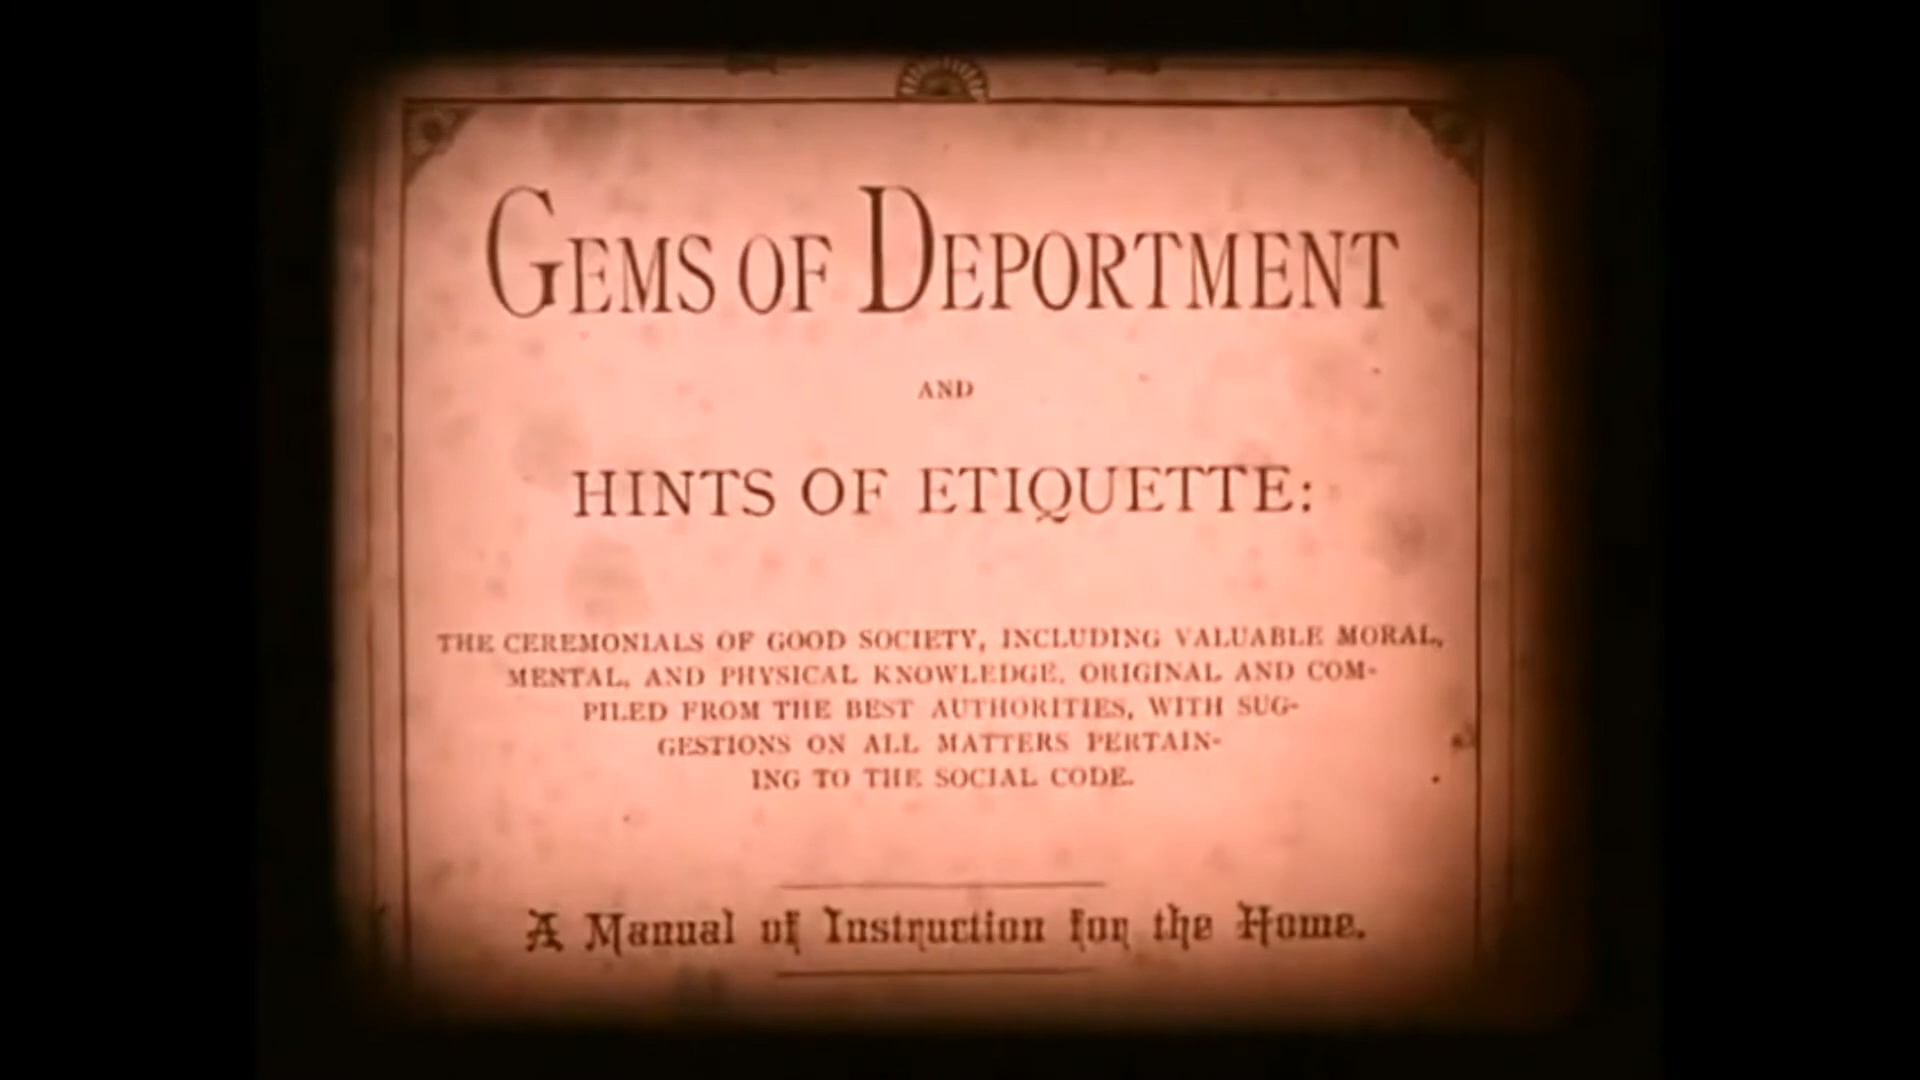 GEMS OF DEPORTMENT
AND
HINTS OF ETIQUETTE:
THE CEREMONIALS OF GOOD SOCIETY, INCLUDING VALUABLE MORAL,
MENTAL, AND PHYSICAL KNOWLEDGE, ORIGINAL AND COM-
PILED FROM THE BEST AUTHORITIES, WITH SUG-
GESTIONS ON ALL MATTERS PERTAIN-
ING TO THE SOCIAL CODE.
A Manual of Instruction for the Home.